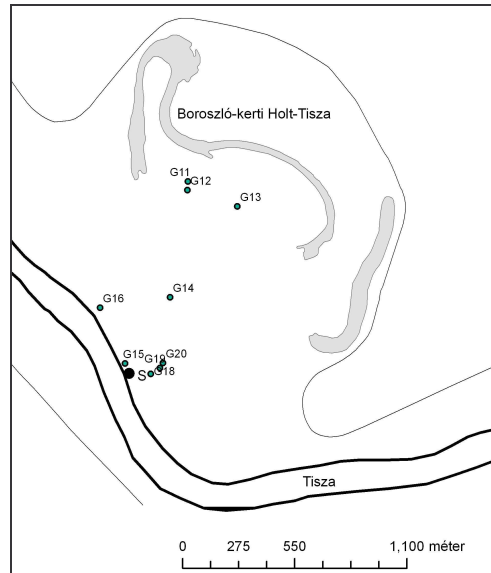 Boroszló-kerti Holt-Tisza
G11
G12
G13
G14
G16
G15
G19
G20
S
G18
Tisza
0 275 550 1,100 méter